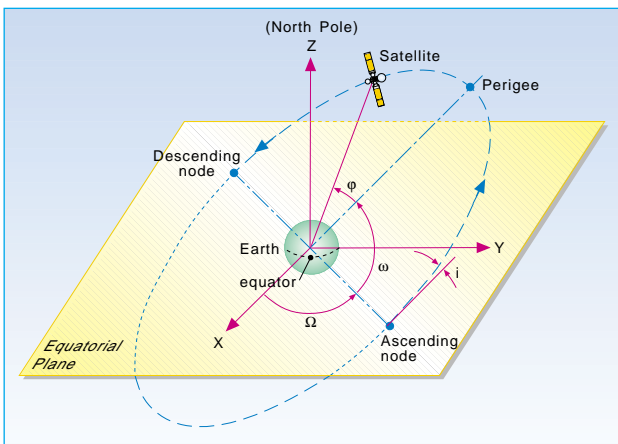 (North Pole)
Z
Satellite
Perigee
Descending
node
φ
Earth
Y
ω
equator
i
Ω
X
Ascending
node
Equatorial
Plane